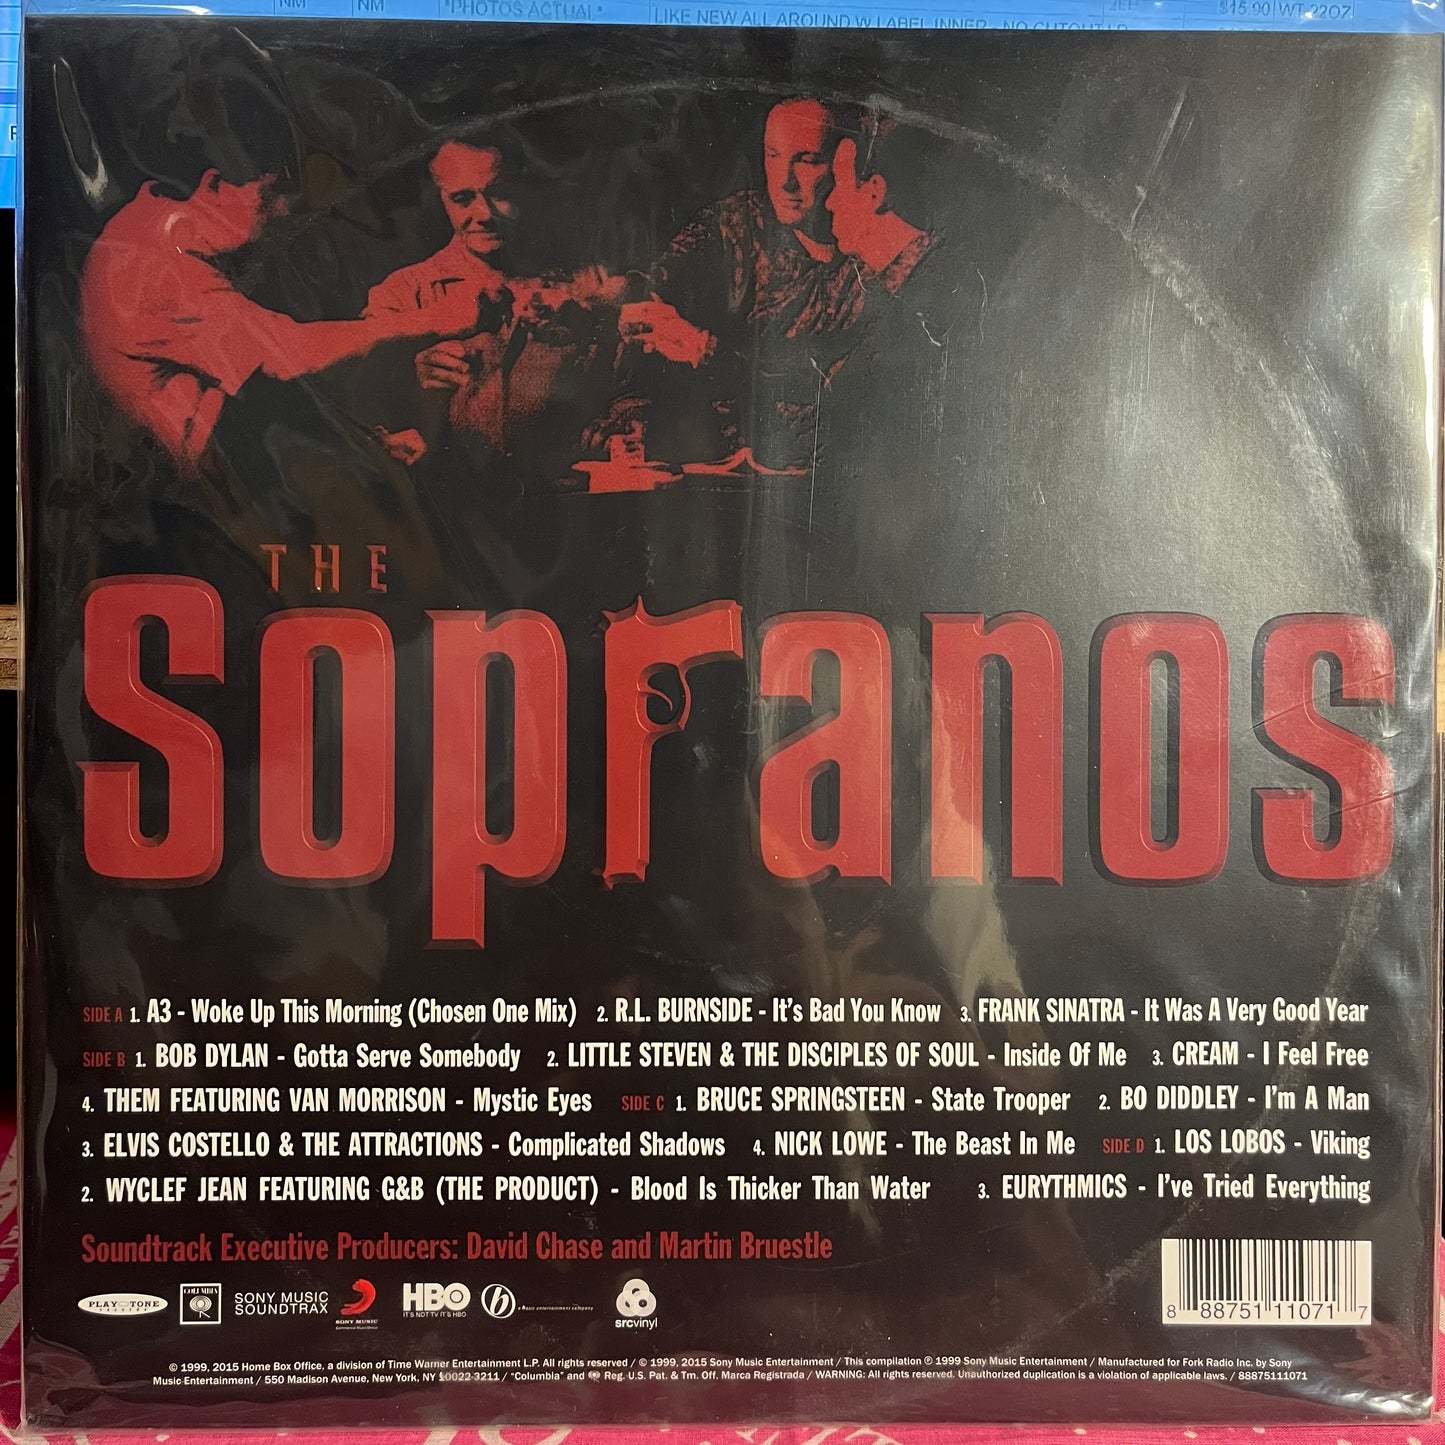 NM NM *PHOTOS ACTUAL* LIKE NEW ALL AROUND W LABEL INNER - NO CUTOUT LP $15.00 WT 22OZ
THE
Sopranos
SIDE A 1. A3 - Woke Up This Morning (Chosen One Mix) 2. R.L. BURNSIDE - It's Bad You Know 3. FRANK SINATRA - It Was A Very Good Year
SIDE B 1. BOB DYLAN - Gotta Serve Somebody 2. LITTLE STEVEN & THE DISCIPLES OF SOUL - Inside Of Me 3. CREAM - I Feel Free
4. THEM FEATURING VAN MORRISON - Mystic Eyes SIDE C 1. BRUCE SPRINGSTEEN - State Trooper 2. BO DIDDLEY - I'm A Man
3. ELVIS COSTELLO & THE ATTRACTIONS - Complicated Shadows 4. NICK LOWE - The Beast In Me SIDE D 1. LOS LOBOS - Viking
2. WYCLEF JEAN FEATURING G&B (THE PRODUCT) - Blood Is Thicker Than Water 3. EURYTHMICS - I've Tried Everything
Soundtrack Executive Producers: David Chase and Martin Bruestle
PLAY-TONE RECORDS
COLUMBIA
SONY MUSIC
SOUNDTRAX
SONY MUSIC
HBO
IT'S NOT TV IT'S HBO
b a music entertainment company
srcvinyl
8 88751 11071 7
© 1999, 2015 Home Box Office, a division of Time Warner Entertainment L.P. All rights reserved / © 1999, 2015 Sony Music Entertainment / This compilation ℗ 1999 Sony Music Entertainment / Manufactured for Fork Radio Inc. by Sony
Music Entertainment / 550 Madison Avenue, New York, NY 10022-3211 / "Columbia" and Reg. U.S. Pat. & Tm. Off. Marca Registrada / WARNING: All rights reserved. Unauthorized duplication is a violation of applicable laws. / 88875111071